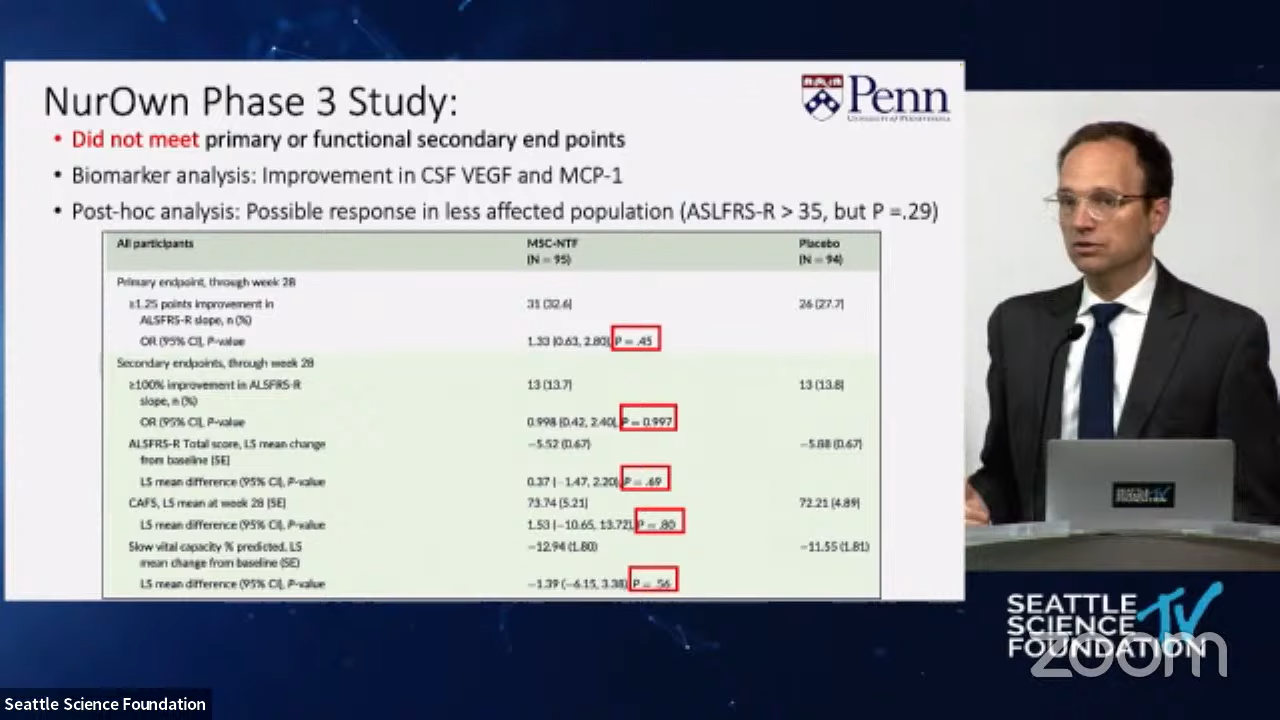 NurOwn Phase 3 Study:
Penn
UNIVERSITY OF PENNSYLVANIA
• Did not meet primary or functional secondary end points
• Biomarker analysis: Improvement in CSF VEGF and MCP-1
• Post-hoc analysis: Possible response in less affected population (ASLFRS-R > 35, but P =.29)
All participants MSC-NTF (N = 95) Placebo (N = 94)
Primary endpoint, through week 28
≥1.25 points improvement in ALSFRS-R slope, n (%) 31 (32.6) 26 (27.7)
OR (95% CI), P-value 1.33 (0.63, 2.80), P = .45
Secondary endpoints, through week 28
≥100% improvement in ALSFRS-R slope, n (%) 13 (13.7) 13 (13.8)
OR (95% CI), P-value 0.998 (0.42, 2.40), P = 0.997
ALSFRS-R Total score, LS mean change from baseline (SE) −5.52 (0.67) −5.88 (0.67)
LS mean difference (95% CI), P-value 0.37 (−1.47, 2.20), P = .69
CAFS, LS mean at week 28 (SE) 73.74 (5.21) 72.21 (4.89)
LS mean difference (95% CI), P-value 1.53 (−10.65, 13.72), P = .80
Slow vital capacity % predicted, LS mean change from baseline (SE) −12.94 (1.80) −11.55 (1.81)
LS mean difference (95% CI), P-value −1.39 (−6.15, 3.38), P = .56
SEATTLE
SCIENCE
FOUNDATION
TV
SEATTLE
SCIENCE
FOUNDATION
TV
zoom
Seattle Science Foundation